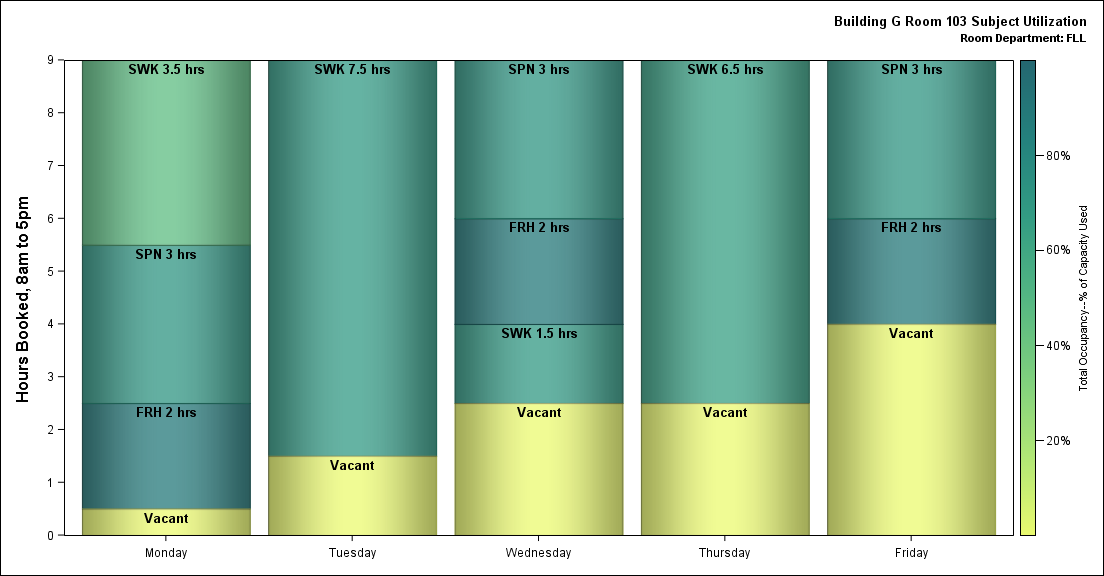 Building G Room 103 Subject Utilization
Room Department: FLL
Hours Booked, 8am to 5pm
9
8
7
6
5
4
3
2
1
0
SWK 3.5 hrs
SPN 3 hrs
FRH 2 hrs
Vacant
SWK 7.5 hrs
Vacant
SPN 3 hrs
FRH 2 hrs
SWK 1.5 hrs
Vacant
SWK 6.5 hrs
Vacant
SPN 3 hrs
FRH 2 hrs
Vacant
Monday
Tuesday
Wednesday
Thursday
Friday
80%
60%
40%
20%
Total Occupancy--% of Capacity Used